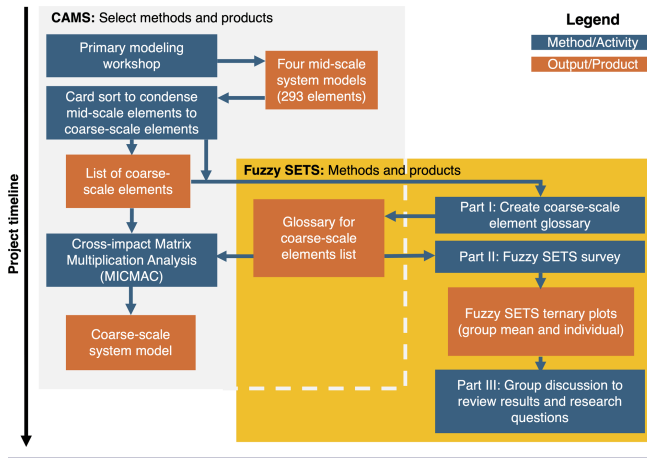 CAMS: Select methods and products
Legend
Method/Activity
Output/Product
Project timeline
Primary modeling
workshop
Four mid-scale
system models
(293 elements)
Card sort to condense
mid-scale elements to
coarse-scale elements
List of coarse-
scale elements
Cross-impact Matrix
Multiplication Analysis
(MICMAC)
Coarse-scale
system model
Fuzzy SETS: Methods and products
Part I: Create coarse-scale
element glossary
Glossary for
coarse-scale
elements list
Part II: Fuzzy SETS survey
Fuzzy SETS ternary plots
(group mean and individual)
Part III: Group discussion to
review results and research
questions